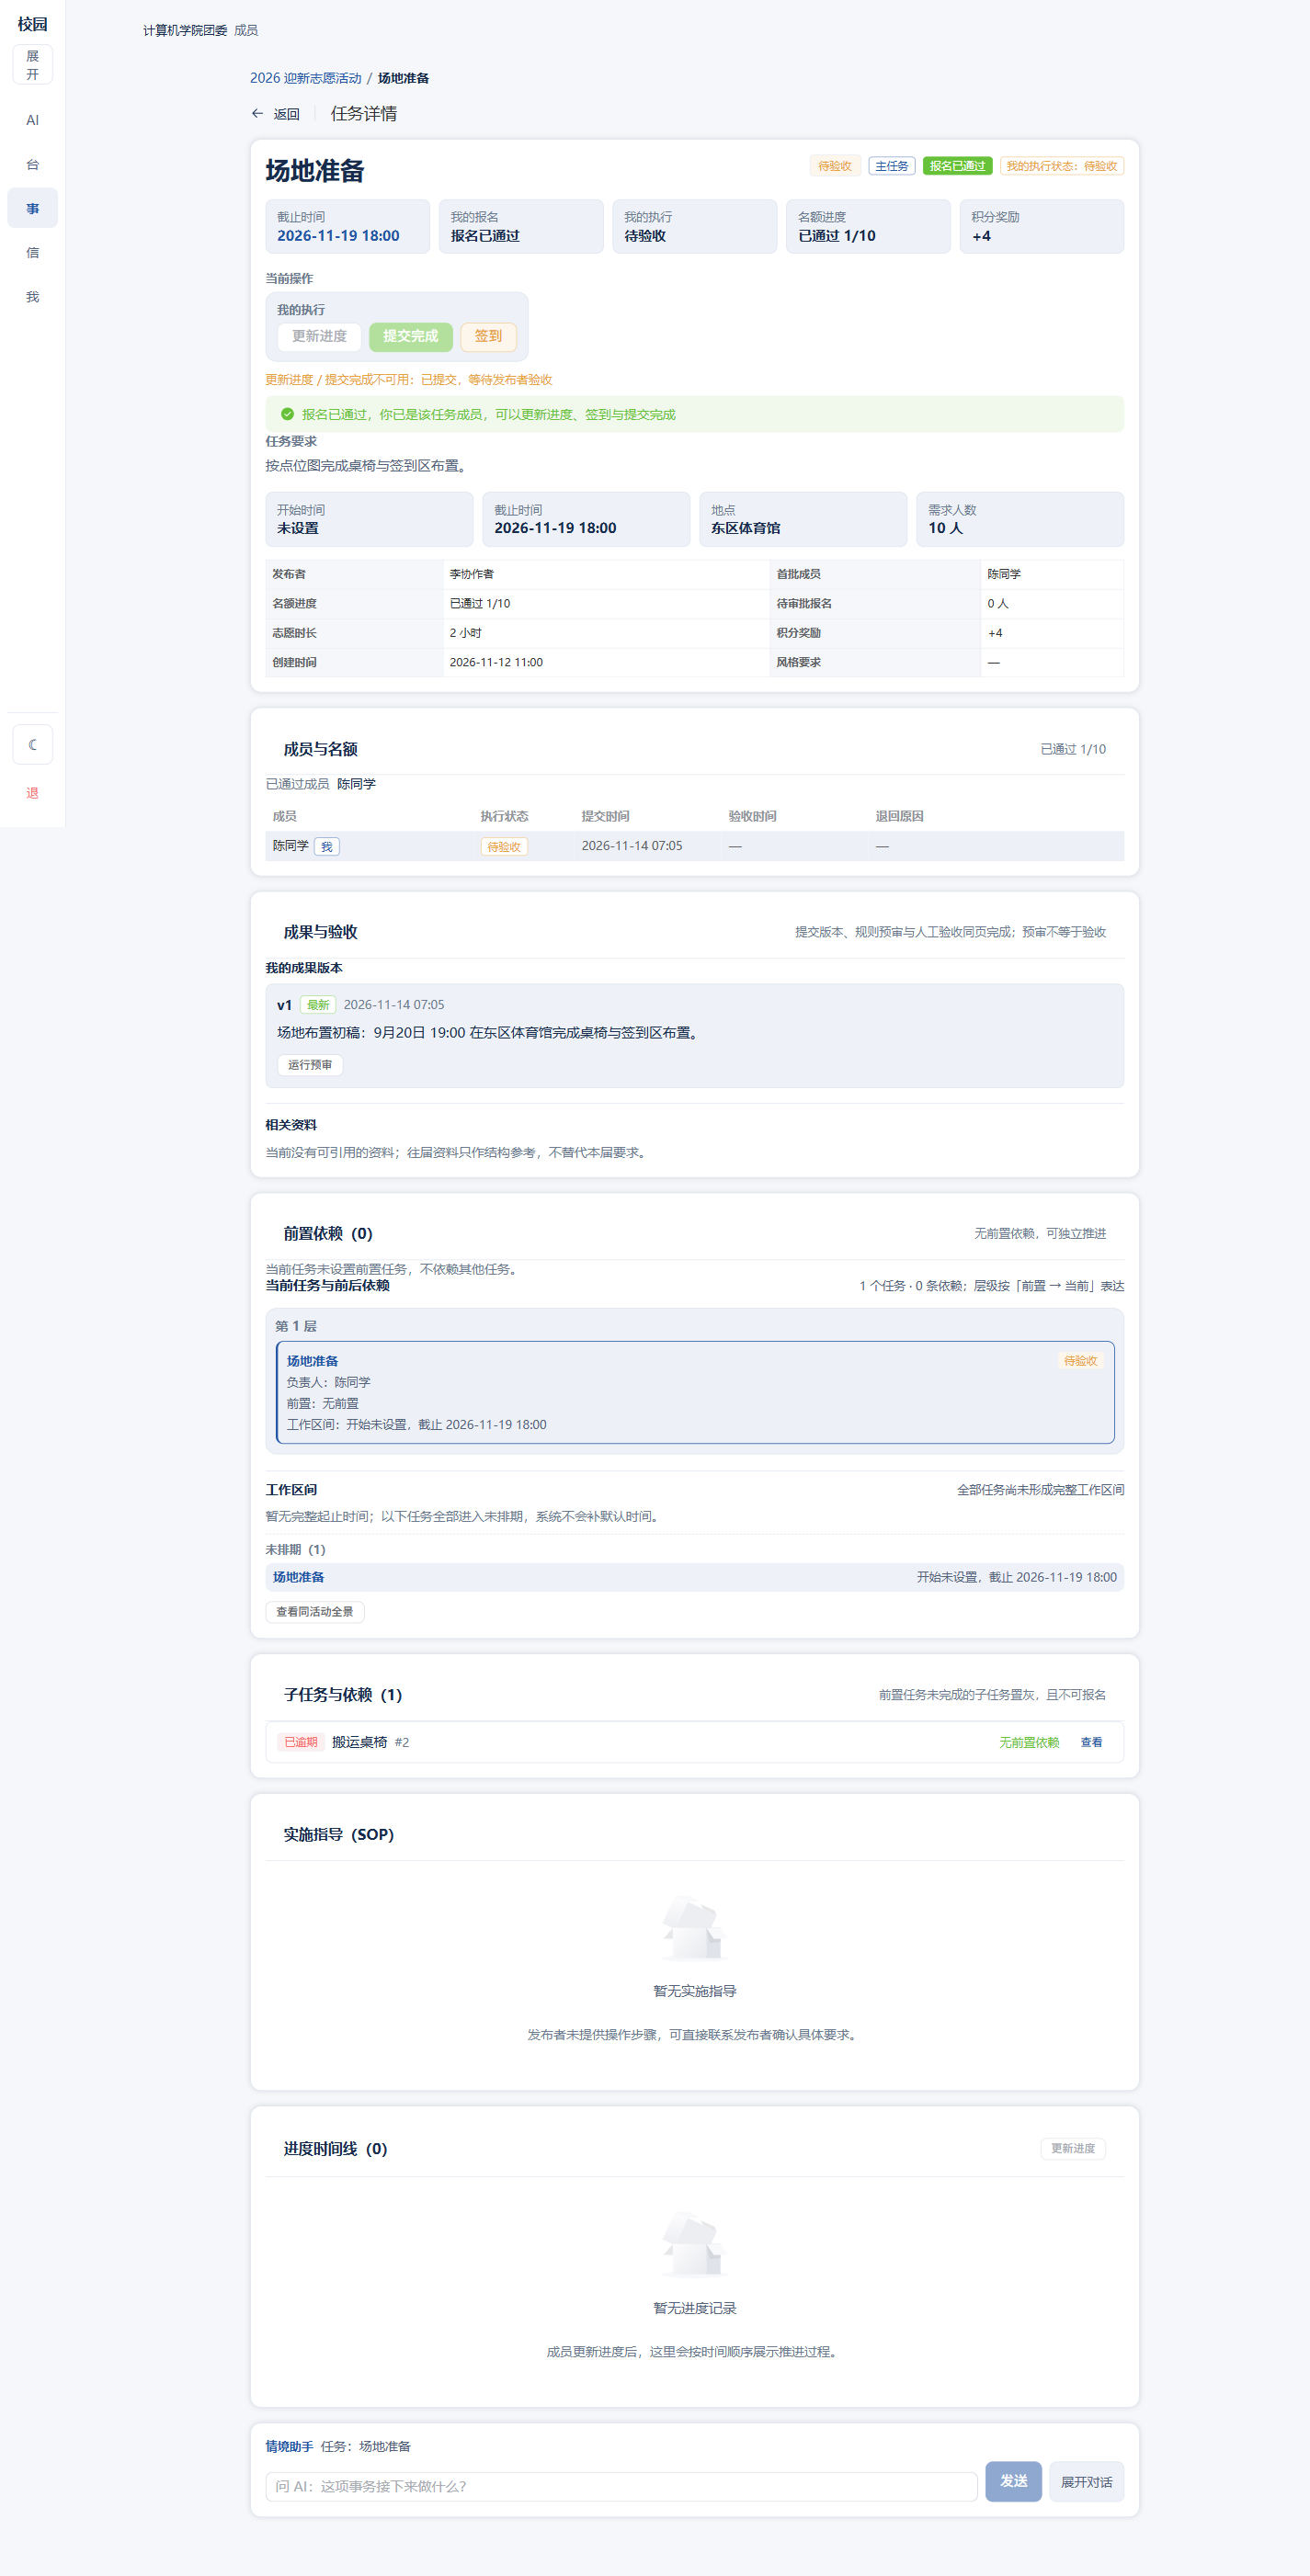 校园
展开
AI
台
事
信
我
☾
退
计算机学院团委 成员
2026 迎新志愿活动 / 场地准备
← 返回 任务详情
场地准备 待验收 主任务 报名已通过 我的执行状态：待验收
截止时间 我的报名 我的执行 名额进度 积分奖励
2026-11-19 18:00 报名已通过 待验收 已通过 1/10 +4
当前操作
我的执行
更新进度 提交完成 签到
更新进度 / 提交完成不可用：已提交，等待发布者验收
报名已通过，你已是该任务成员，可以更新进度、签到与提交完成
任务要求
按点位图完成桌椅与签到区布置。
开始时间 截止时间 地点 需求人数
未设置 2026-11-19 18:00 东区体育馆 10 人
发布者 李协作者 首批成员 陈同学
名额进度 已通过 1/10 待审批报名 0 人
志愿时长 2 小时 积分奖励 +4
创建时间 2026-11-12 11:00 风格要求 —
成员与名额 已通过 1/10
已通过成员 陈同学
成员 执行状态 提交时间 验收时间 退回原因
陈同学 我 待验收 2026-11-14 07:05 — —
成果与验收 提交版本、规则预审与人工验收同页完成；预审不等于验收
我的成果版本
v1 最新 2026-11-14 07:05
场地布置初稿：9月20日 19:00 在东区体育馆完成桌椅与签到区布置。
运行预审
相关资料
当前没有可引用的资料；往届资料只作结构参考，不替代本届要求。
前置依赖（0） 无前置依赖，可独立推进
当前任务未设置前置任务，不依赖其他任务。
当前任务与前后依赖 1 个任务 · 0 条依赖；层级按「前置 → 当前」表达
第 1 层
场地准备 待验收
负责人：陈同学
前置：无前置
工作区间：开始未设置，截止 2026-11-19 18:00
工作区间 全部任务尚未形成完整工作区间
暂无完整起止时间；以下任务全部进入未排期，系统不会补默认时间。
未排期（1）
场地准备 开始未设置，截止 2026-11-19 18:00
查看同活动全景
子任务与依赖（1） 前置任务未完成的子任务置灰，且不可报名
已逾期 搬运桌椅 #2 无前置依赖 查看
实施指导（SOP）
暂无实施指导
发布者未提供操作步骤，可直接联系发布者确认具体要求。
进度时间线（0） 更新进度
暂无进度记录
成员更新进度后，这里会按时间顺序展示推进过程。
情境助手 任务：场地准备
问 AI：这项事务接下来做什么？ 发送 展开对话